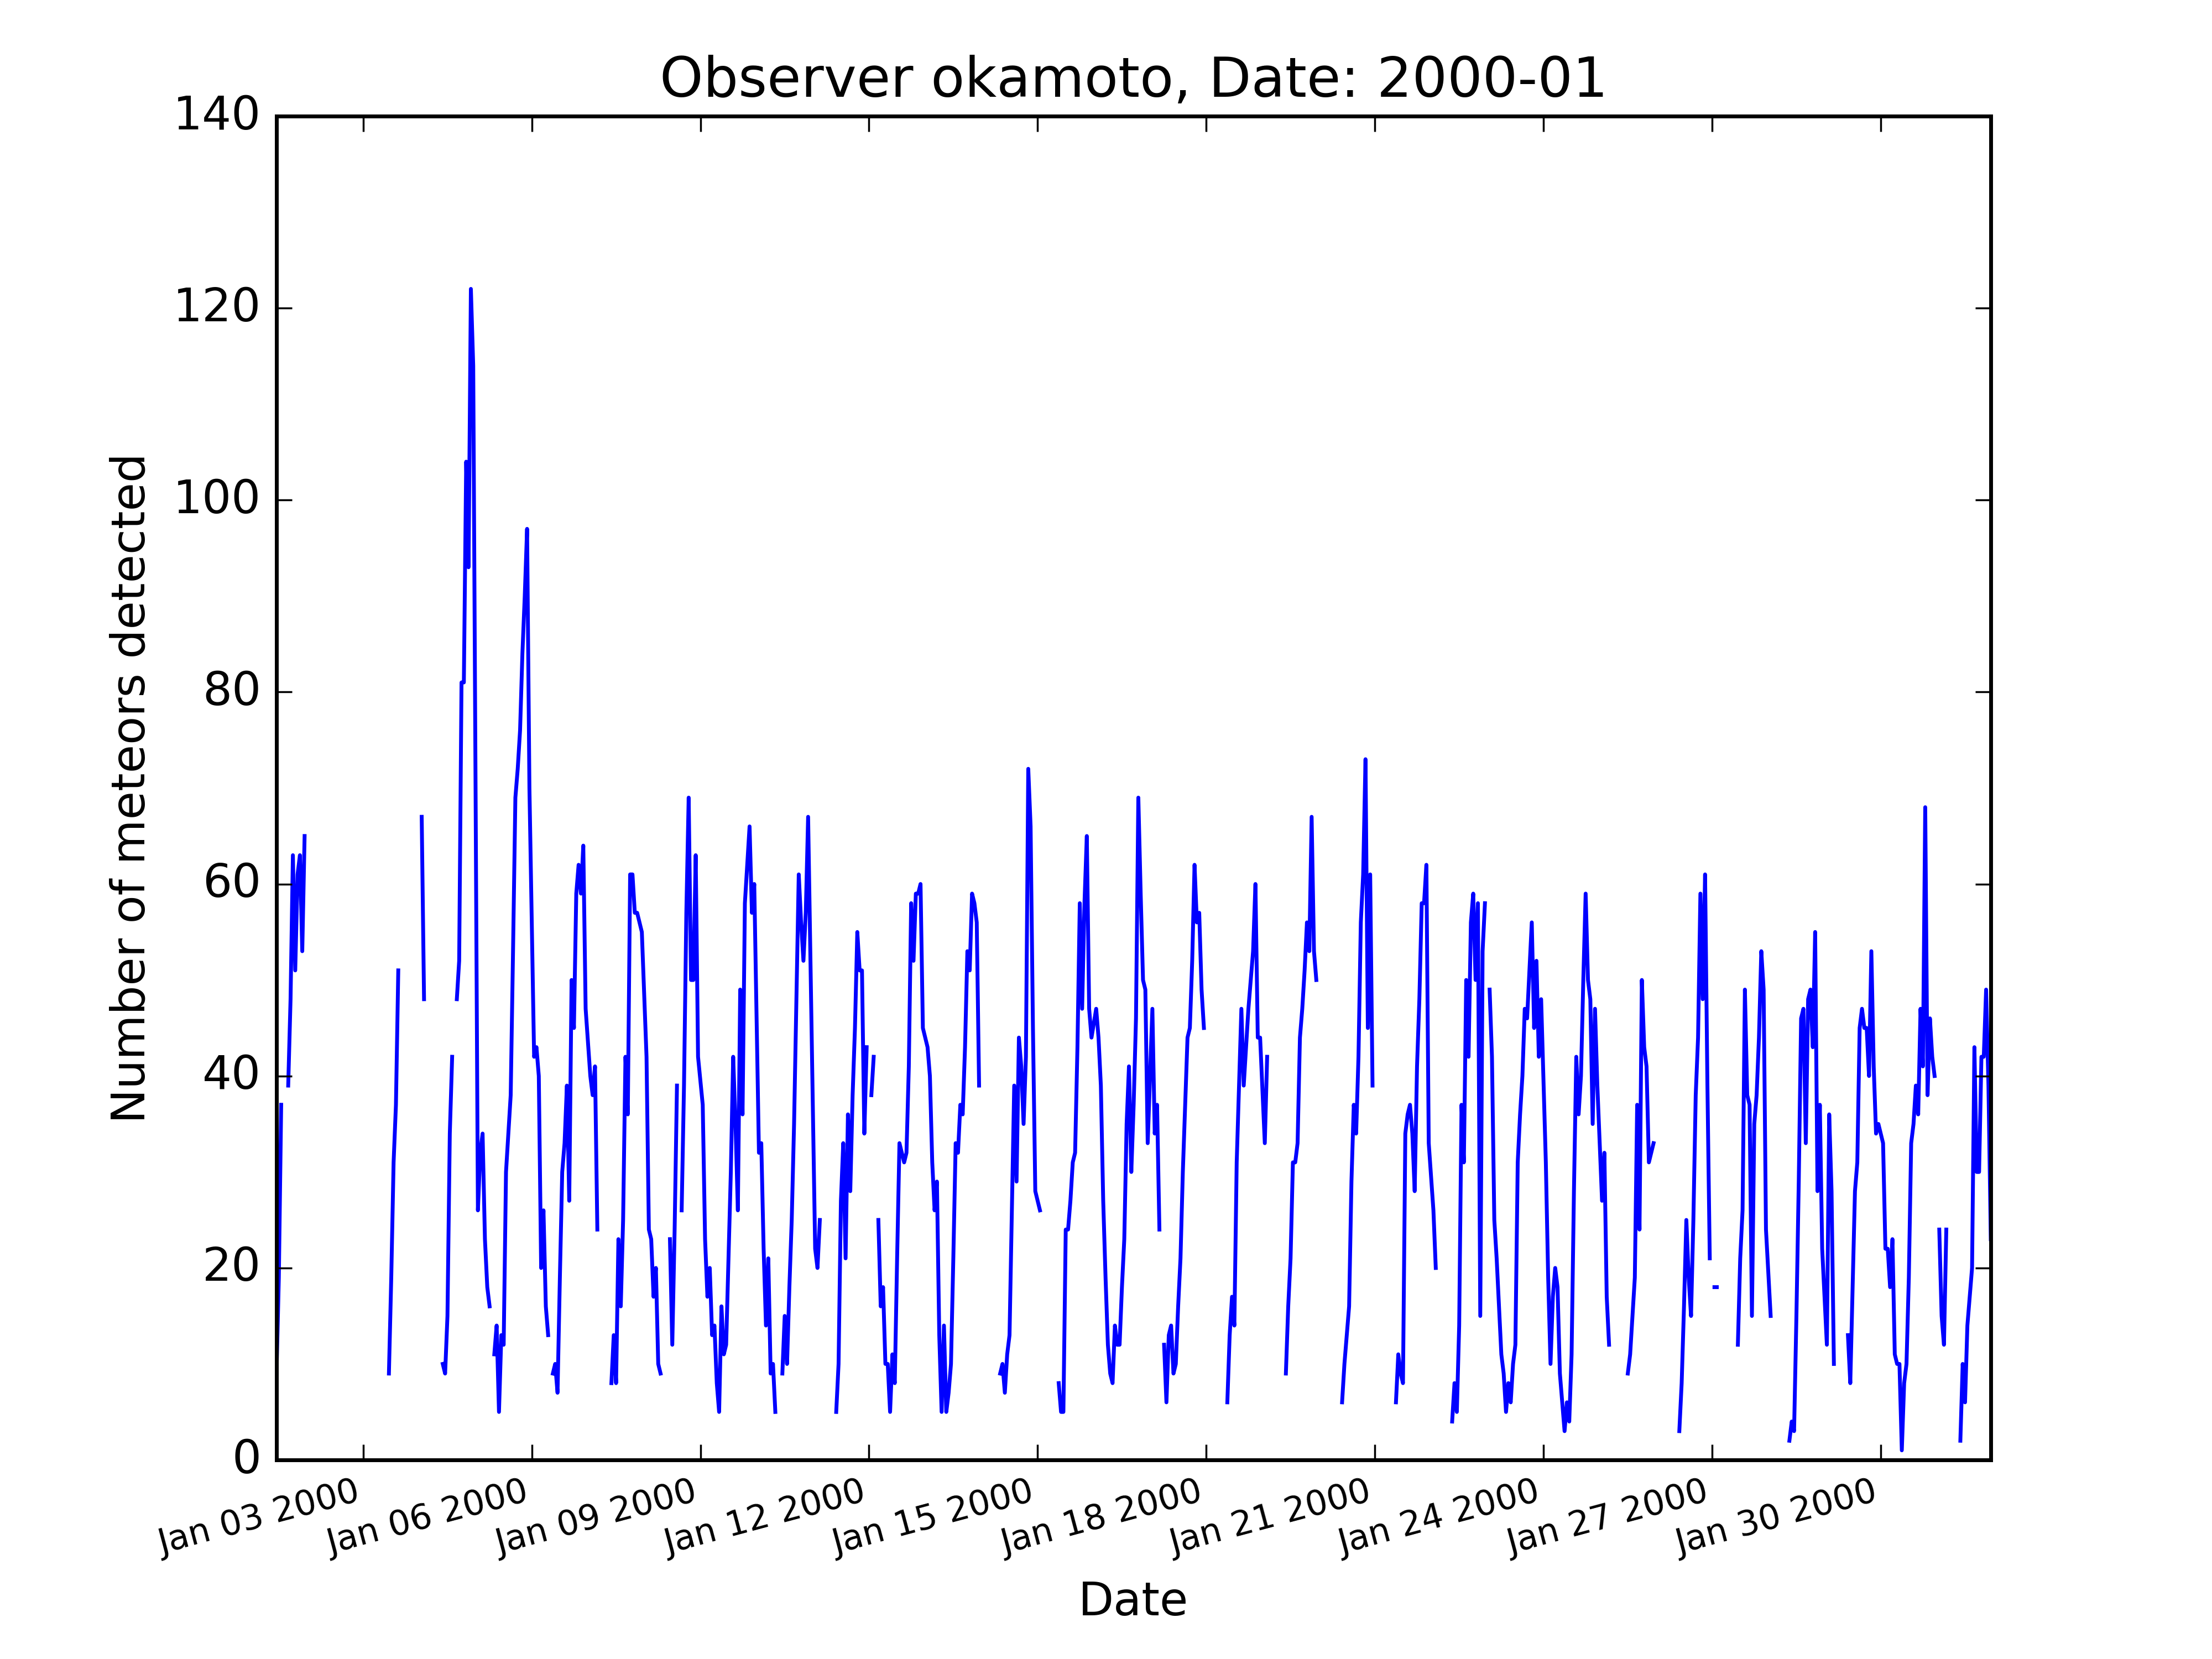 Observer okamoto, Date: 2000-01
140
120
100
80
60
40
20
0
Number of meteors detected
Jan 03 2000
Jan 06 2000
Jan 09 2000
Jan 12 2000
Jan 15 2000
Jan 18 2000
Jan 21 2000
Jan 24 2000
Jan 27 2000
Jan 30 2000
Date